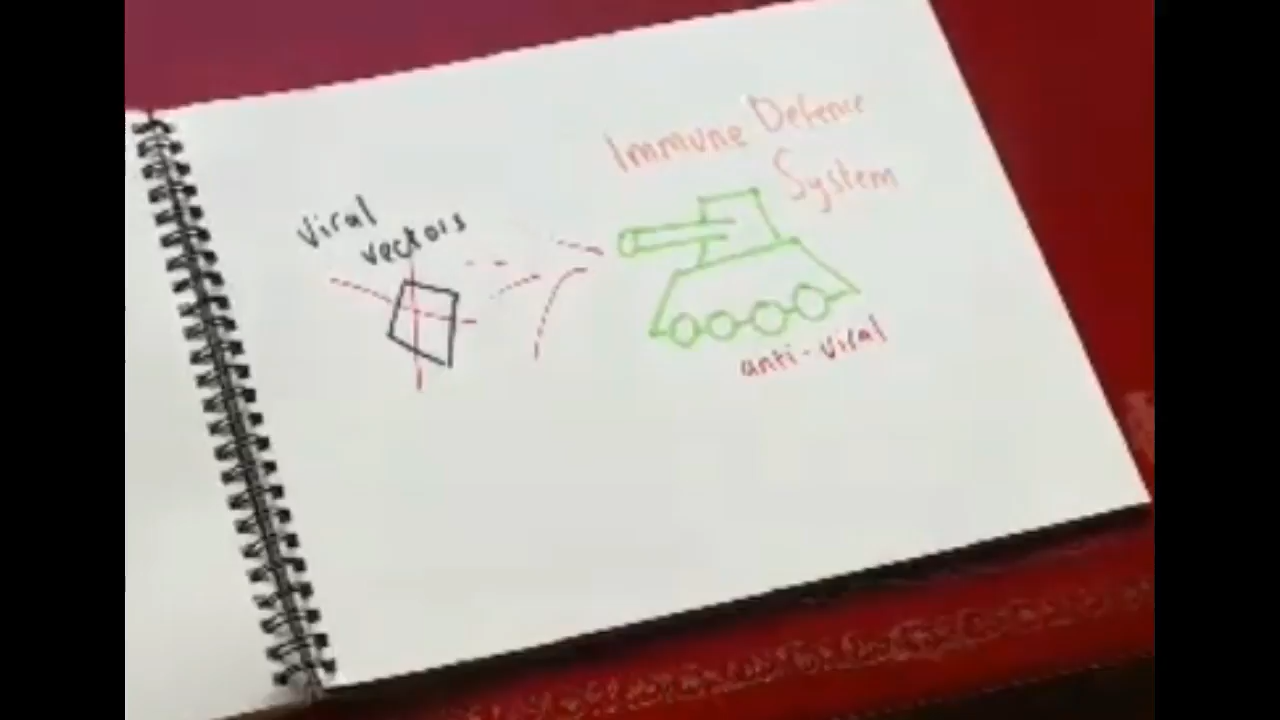 Immune Defence
System
viral
vectors
anti-viral